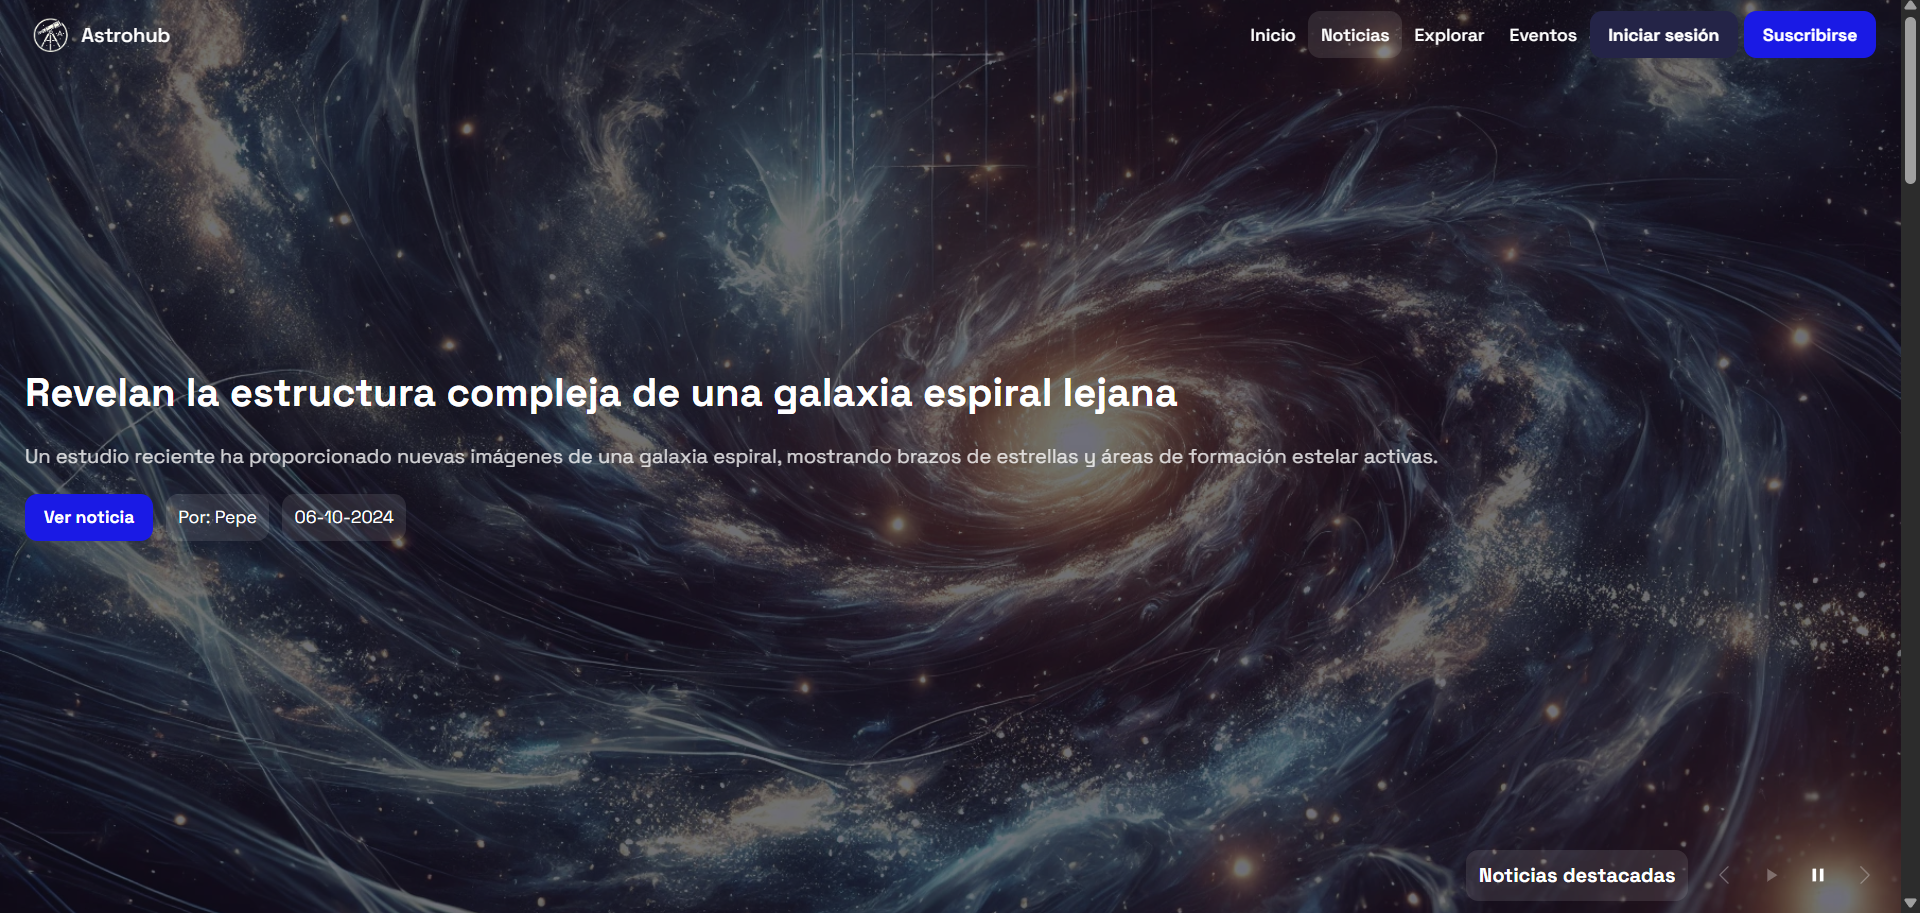 Astrohub
Inicio Noticias Explorar Eventos Iniciar sesión Suscribirse
Revelan la estructura compleja de una galaxia espiral lejana
Un estudio reciente ha proporcionado nuevas imágenes de una galaxia espiral, mostrando brazos de estrellas y áreas de formación estelar activas.
Ver noticia Por: Pepe 06-10-2024
Noticias destacadas